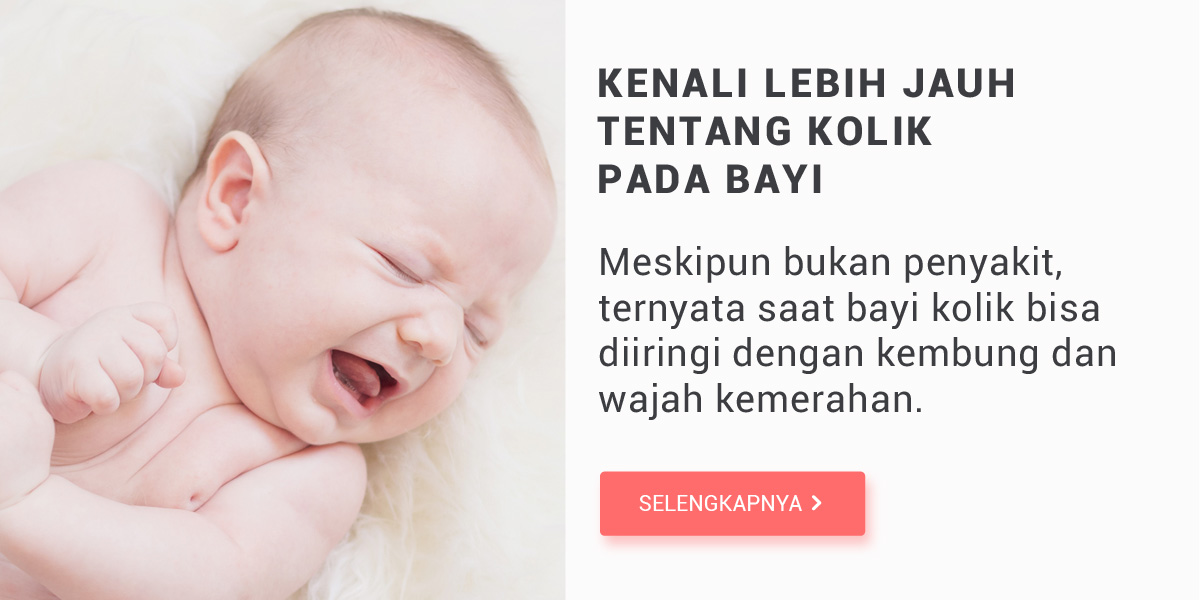 KENALI LEBIH JAUH
TENTANG KOLIK
PADA BAYI
Meskipun bukan penyakit,
ternyata saat bayi kolik bisa
diiringi dengan kembung dan
wajah kemerahan.
SELENGKAPNYA >